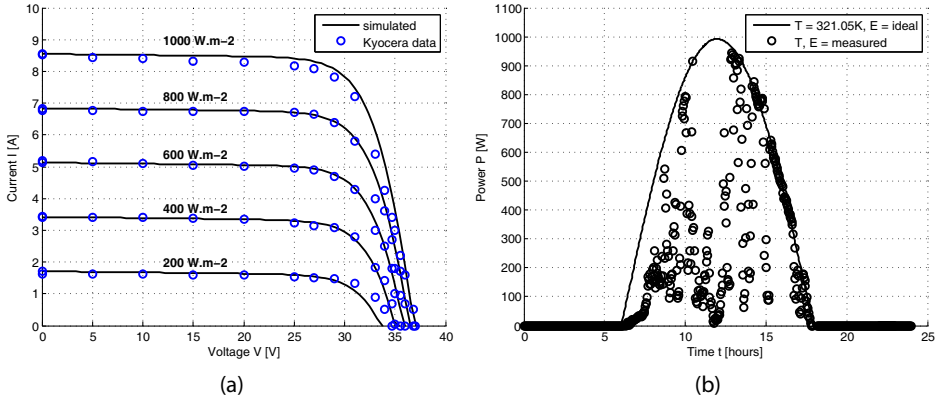 10
9
8
7
6
5
4
3
2
1
0
0 5 10 15 20 25 30 35 40
Current I [A]
Voltage V [V]
simulated
Kyocera data
1000 W.m-2
800 W.m-2
600 W.m-2
400 W.m-2
200 W.m-2
(a)
1100
1000
900
800
700
600
500
400
300
200
100
0
0 5 10 15 20 25
Power P [W]
Time t [hours]
T = 321.05K, E = ideal
T, E = measured
(b)